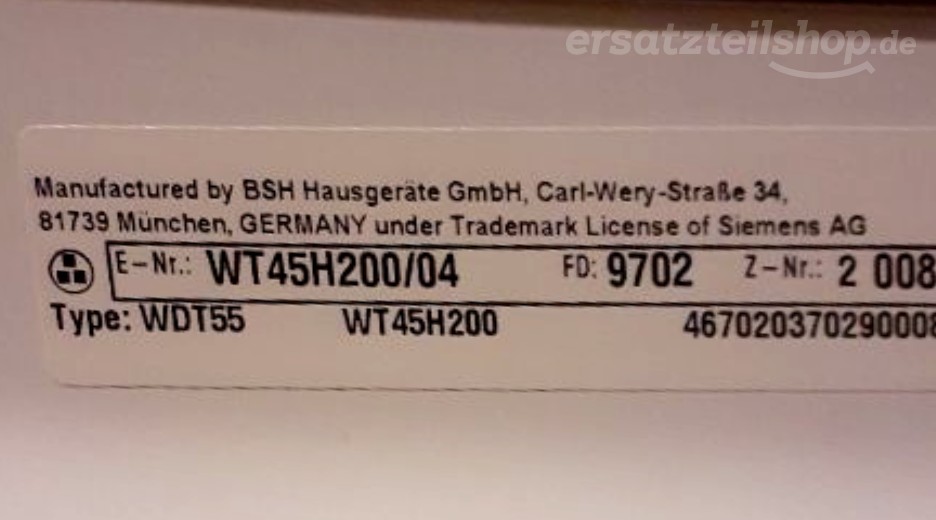 ersatzteilshop.de
Manufactured by BSH Hausgeräte GmbH, Carl-Wery-Straße 34,
81739 München, GERMANY under Trademark License of Siemens AG
E-Nr.: WT45H200/04 FD: 9702 Z-Nr.: 2 008
Type: WDT55 WT45H200 467020370290008